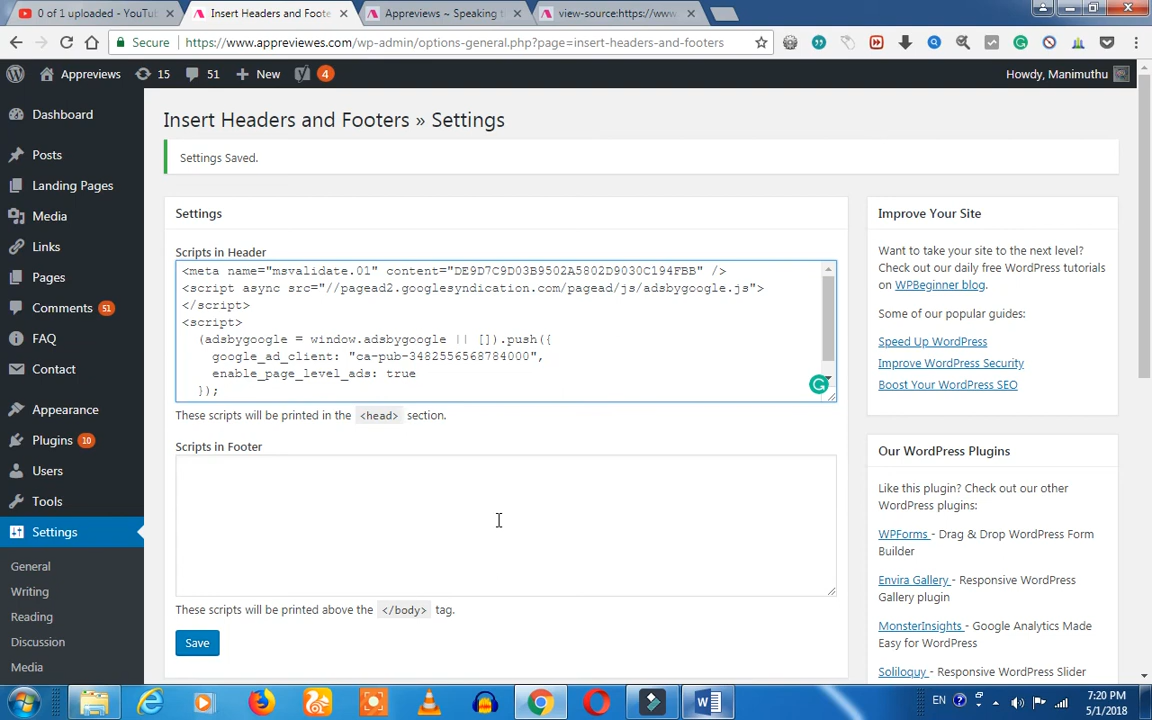 0 of 1 uploaded - YouTu
Insert Headers and Foote
Appreviews ~ Speaking t
view-source:https://www.
Secure
https://www.appreviewes.com/wp-admin/options-general.php?page=insert-headers-and-footers
Appreviews
15
51
New
4
Howdy, Manimuthu
Dashboard
Posts
Landing Pages
Media
Links
Pages
Comments 51
FAQ
Contact
Appearance
Plugins 10
Users
Tools
Settings
General
Writing
Reading
Discussion
Media
Insert Headers and Footers » Settings
Settings Saved.
Settings
Scripts in Header
<meta name="msvalidate.01" content="DE9D7C9D03B9502A5802D9030C194FBB" />
<script async src="//pagead2.googlesyndication.com/pagead/js/adsbygoogle.js">
</script>
<script>
(adsbygoogle = window.adsbygoogle || []).push({
google_ad_client: "ca-pub-3482556568784000",
enable_page_level_ads: true
});
These scripts will be printed in the <head> section.
Scripts in Footer
These scripts will be printed above the </body> tag.
Save
Improve Your Site
Want to take your site to the next level?
Check out our daily free WordPress tutorials
on WPBeginner blog.
Some of our popular guides:
Speed Up WordPress
Improve WordPress Security
Boost Your WordPress SEO
Our WordPress Plugins
Like this plugin? Check out our other
WordPress plugins:
WPForms - Drag & Drop WordPress Form
Builder
Envira Gallery - Responsive WordPress
Gallery plugin
MonsterInsights - Google Analytics Made
Easy for WordPress
Soliloquy - Responsive WordPress Slider
EN
7:20 PM
5/1/2018